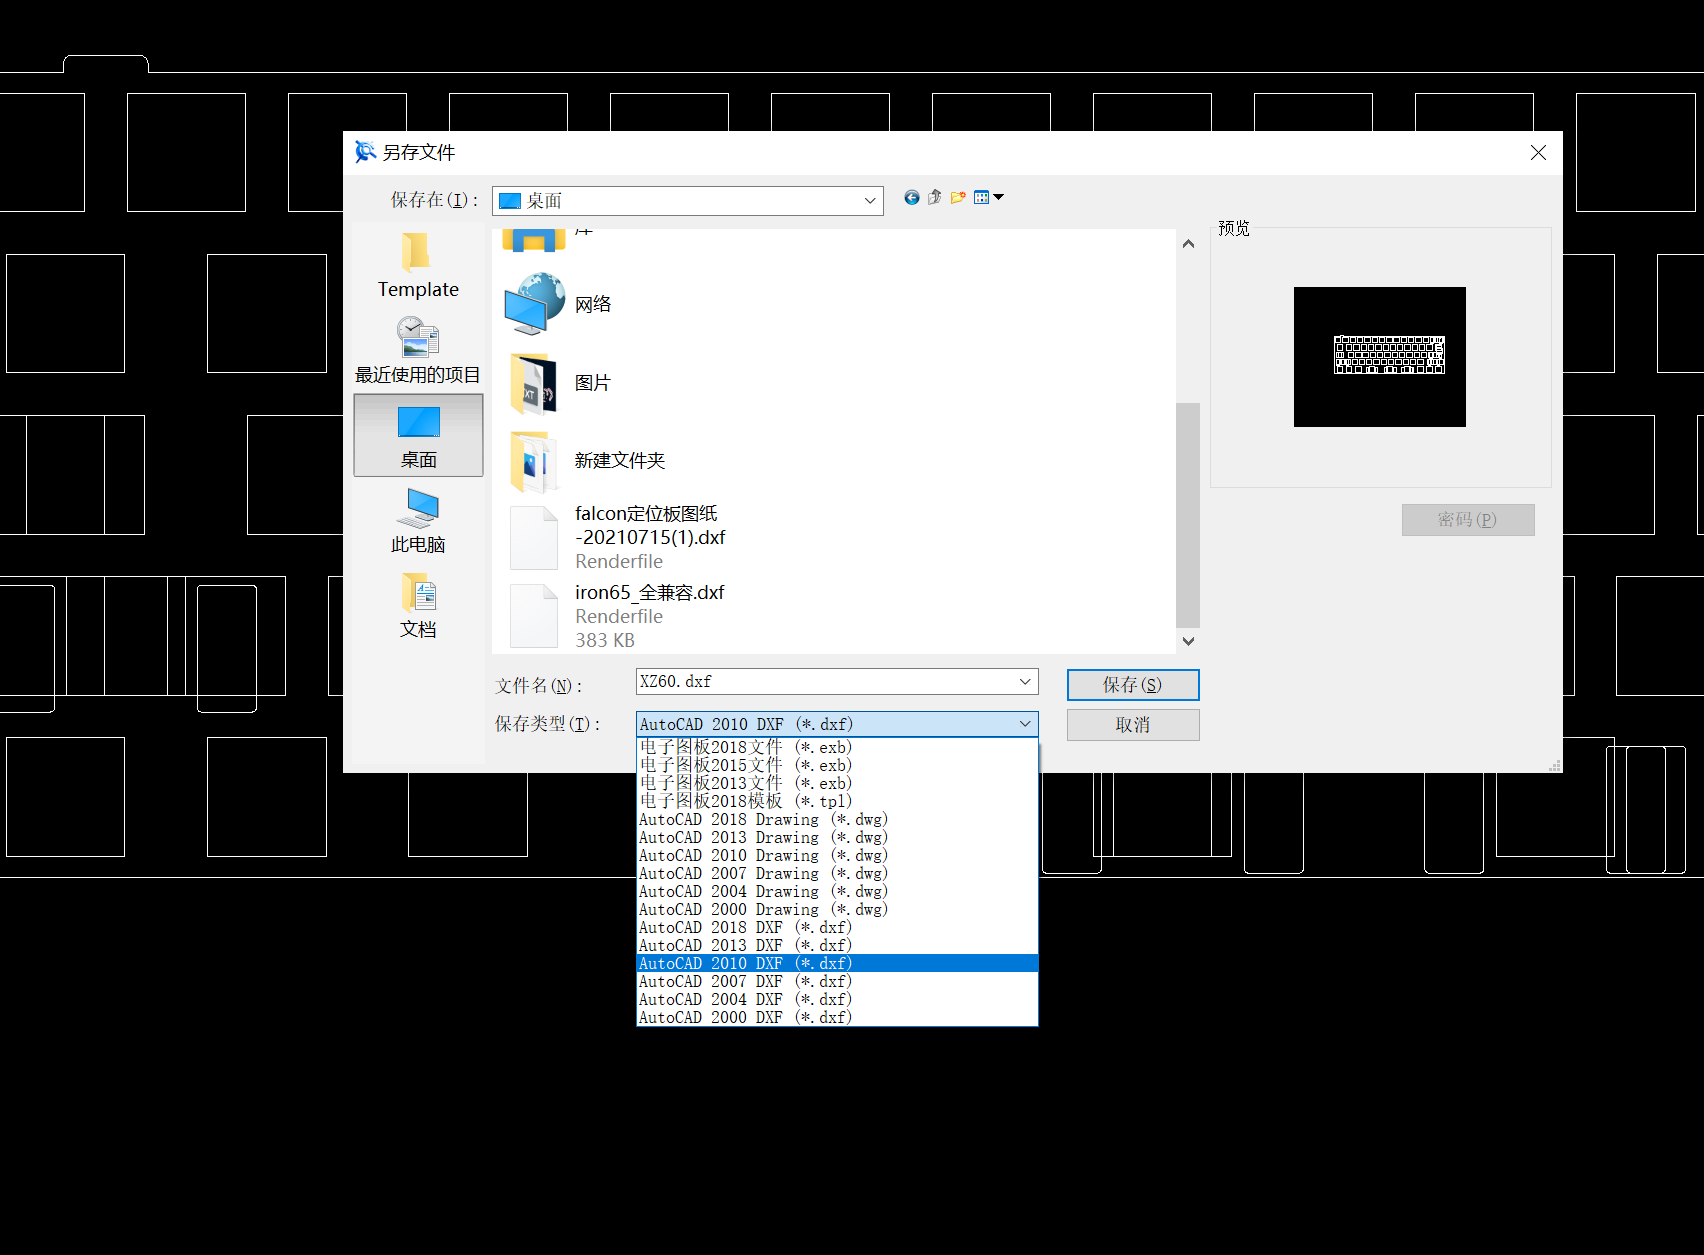 另存文件
保存在(I):
桌面
预览
Template
最近使用的项目
桌面
此电脑
文档
库
网络
图片
新建文件夹
falcon定位板图纸
-20210715(1).dxf
Renderfile
iron65_全兼容.dxf
Renderfile
383 KB
密码(P)
文件名(N):
XZ60.dxf
保存(S)
保存类型(T):
AutoCAD 2010 DXF (*.dxf)
取消
电子图板2018文件 (*.exb)
电子图板2015文件 (*.exb)
电子图板2013文件 (*.exb)
电子图板2018模板 (*.tpl)
AutoCAD 2018 Drawing (*.dwg)
AutoCAD 2013 Drawing (*.dwg)
AutoCAD 2010 Drawing (*.dwg)
AutoCAD 2007 Drawing (*.dwg)
AutoCAD 2004 Drawing (*.dwg)
AutoCAD 2000 Drawing (*.dwg)
AutoCAD 2018 DXF (*.dxf)
AutoCAD 2013 DXF (*.dxf)
AutoCAD 2010 DXF (*.dxf)
AutoCAD 2007 DXF (*.dxf)
AutoCAD 2004 DXF (*.dxf)
AutoCAD 2000 DXF (*.dxf)